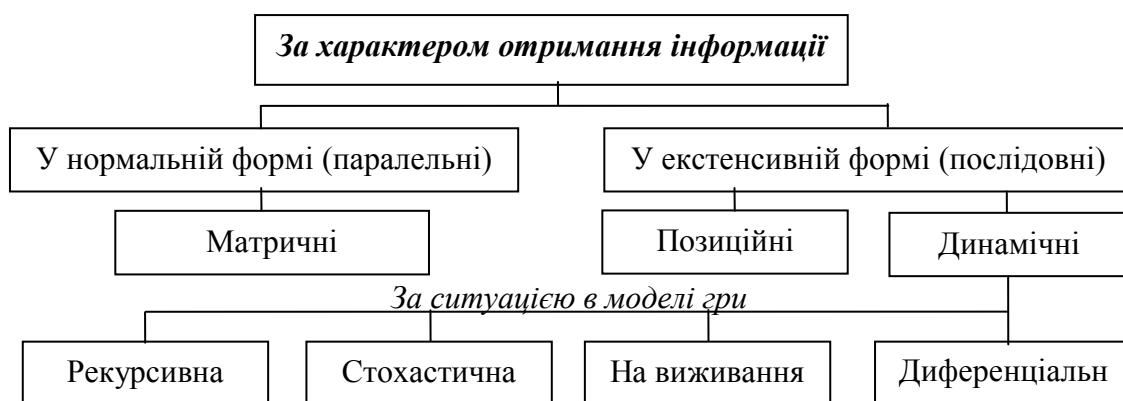 За характером отримання інформації
У нормальній формі (паралельні)
У екстенсивній формі (послідовні)
Матричні
Позиційні
Динамічні
За ситуацією в моделі гри
Рекурсивна
Стохастична
На виживання
Диференціальн